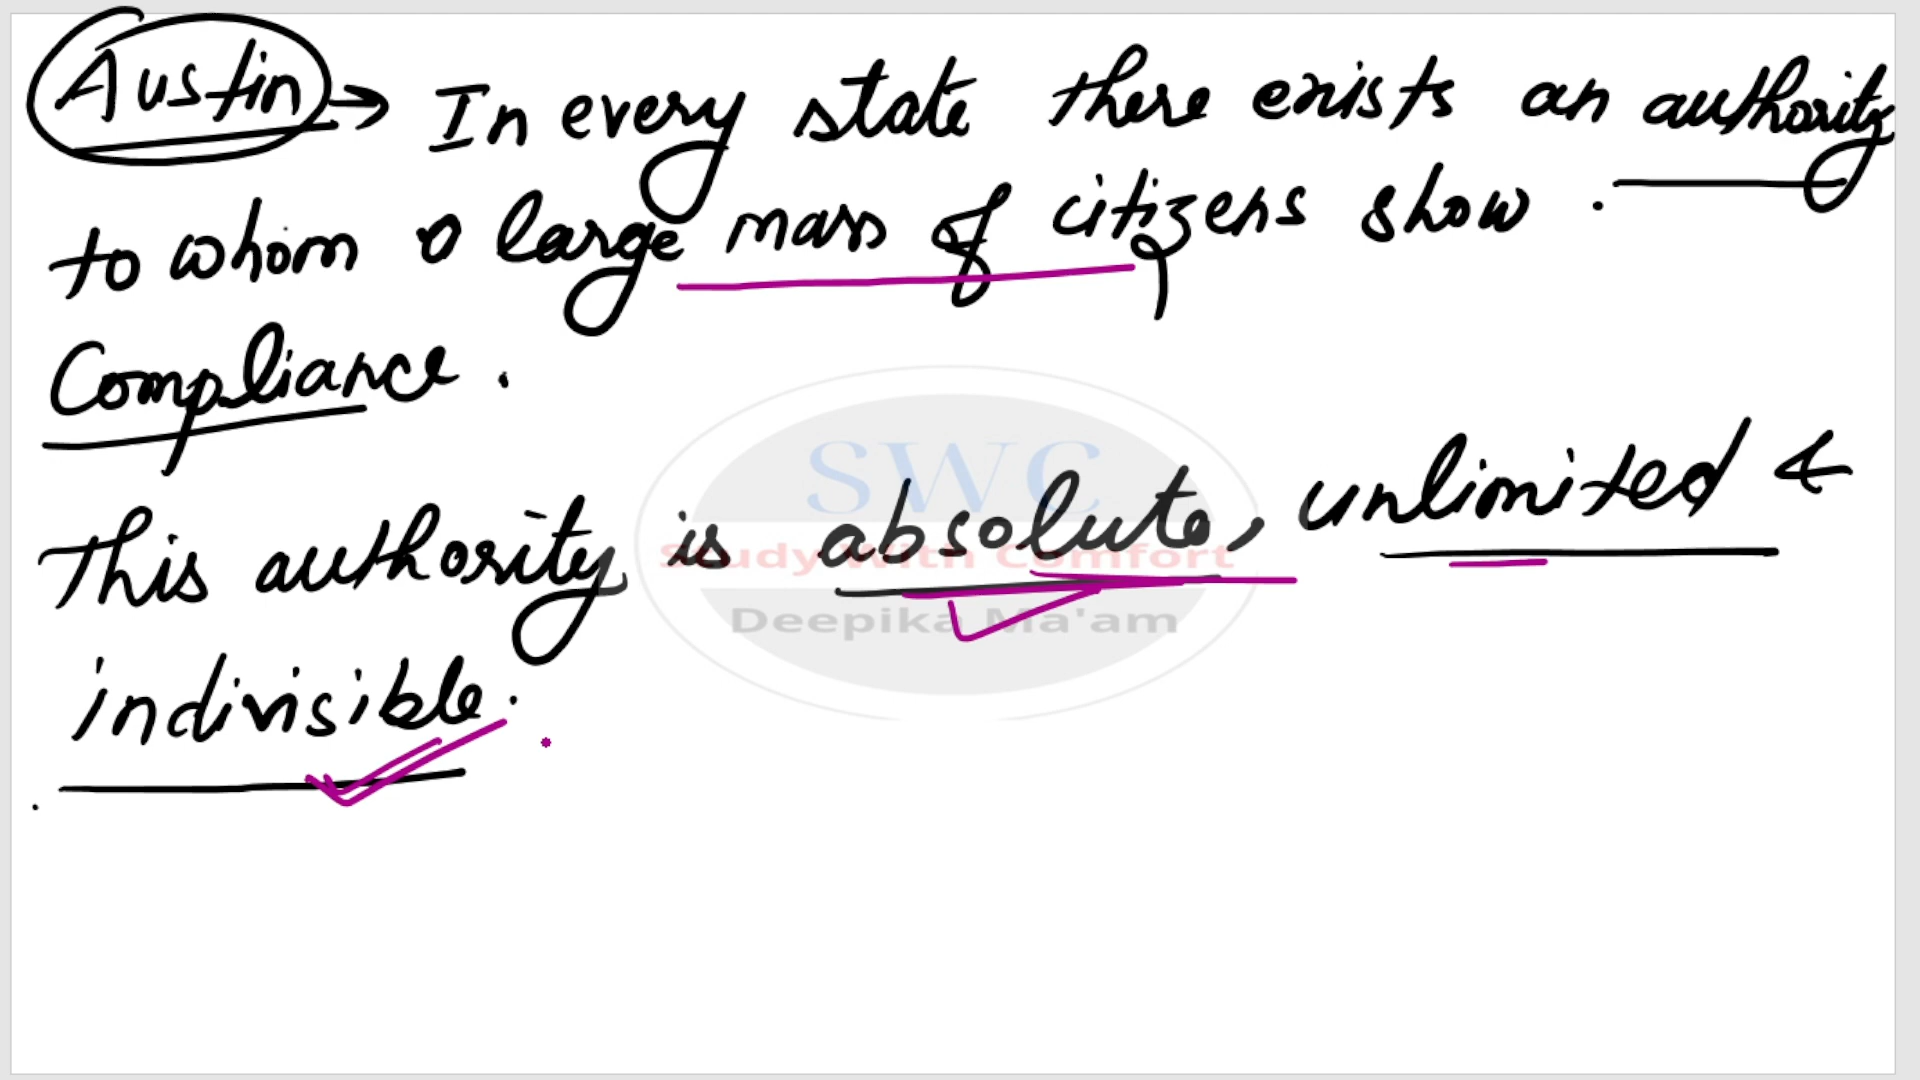 Austin → In every state there exists an authority
to whom a large mass of citizens show
Compliance.
SWC
This authority is absolute, unlimited &
Study With Comfort
Deepika Ma'am
indivisible.